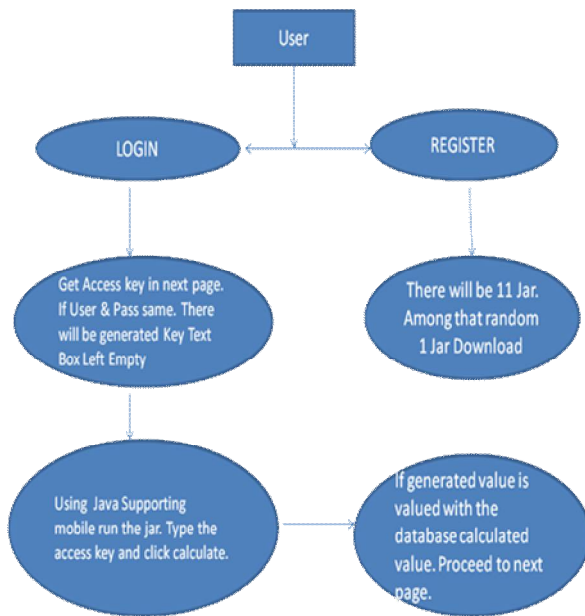 User
LOGIN
REGISTER
Get Access key in next page.
If User & Pass same. There
will be generated Key Text
Box Left Empty
There will be 11 Jar.
Among that random
1 Jar Download
Using Java Supporting
mobile run the jar. Type the
access key and click calculate.
If generated value is
valued with the
database calculated
value. Proceed to next
page.